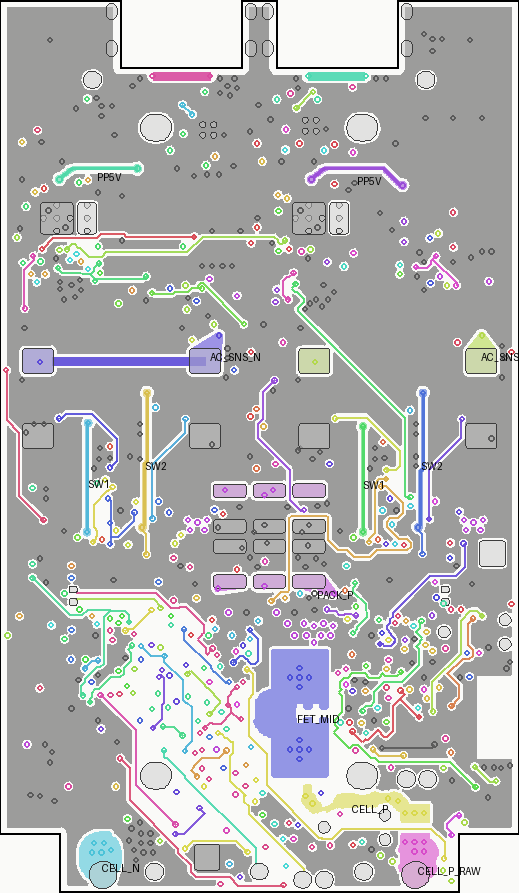 PP5V
PP5V
AC_SNS_N
AC_SNS
SW2
SW2
SW1
SW1
PACK_P
FET_MID
CELL_P
CELL_N
CELL_P_RAW